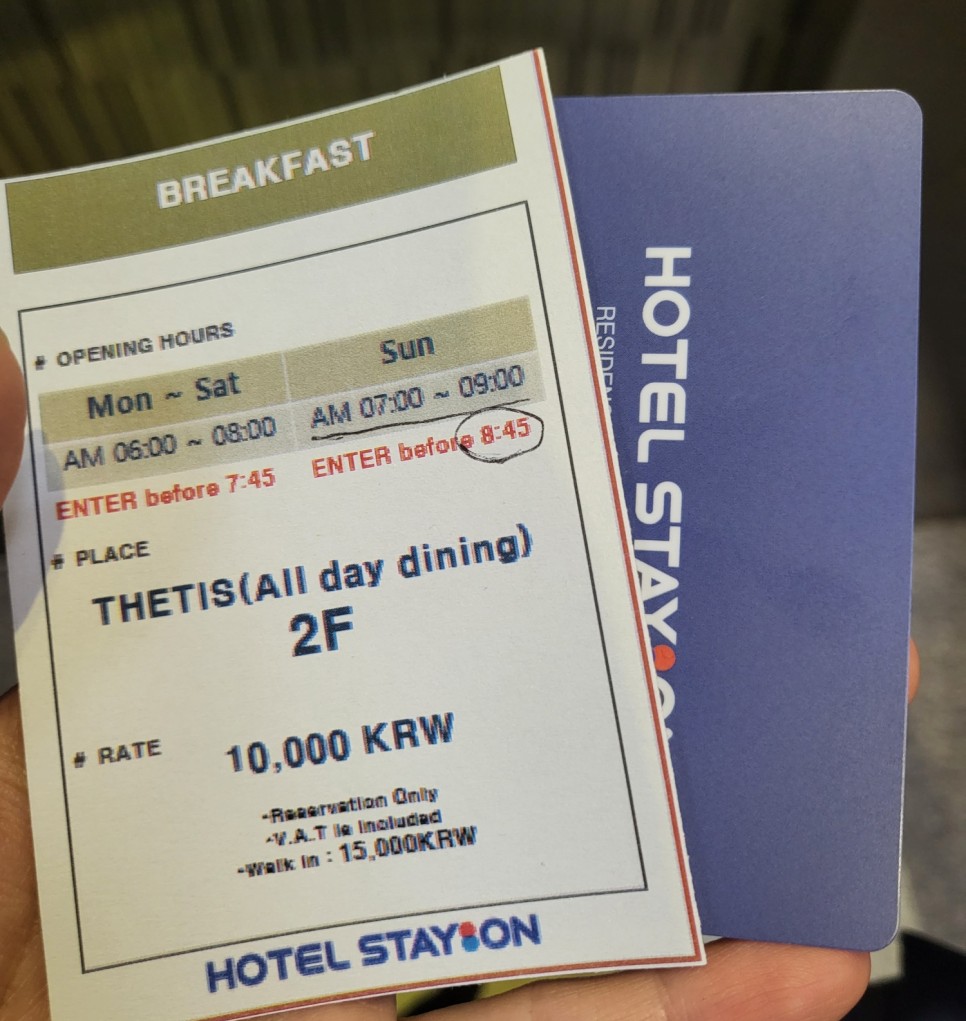 BREAKFAST
# OPENING HOURS
Mon ~ Sat Sun
AM 06:00 ~ 08:00 AM 07:00 ~ 09:00
ENTER before 7:45 ENTER before 8:45
# PLACE
THETIS(All day dining)
2F
# RATE 10,000 KRW
-Reservation Only
-V.A.T is Included
-Walk in : 15,000KRW
HOTEL STAY ON
HOTEL STAY